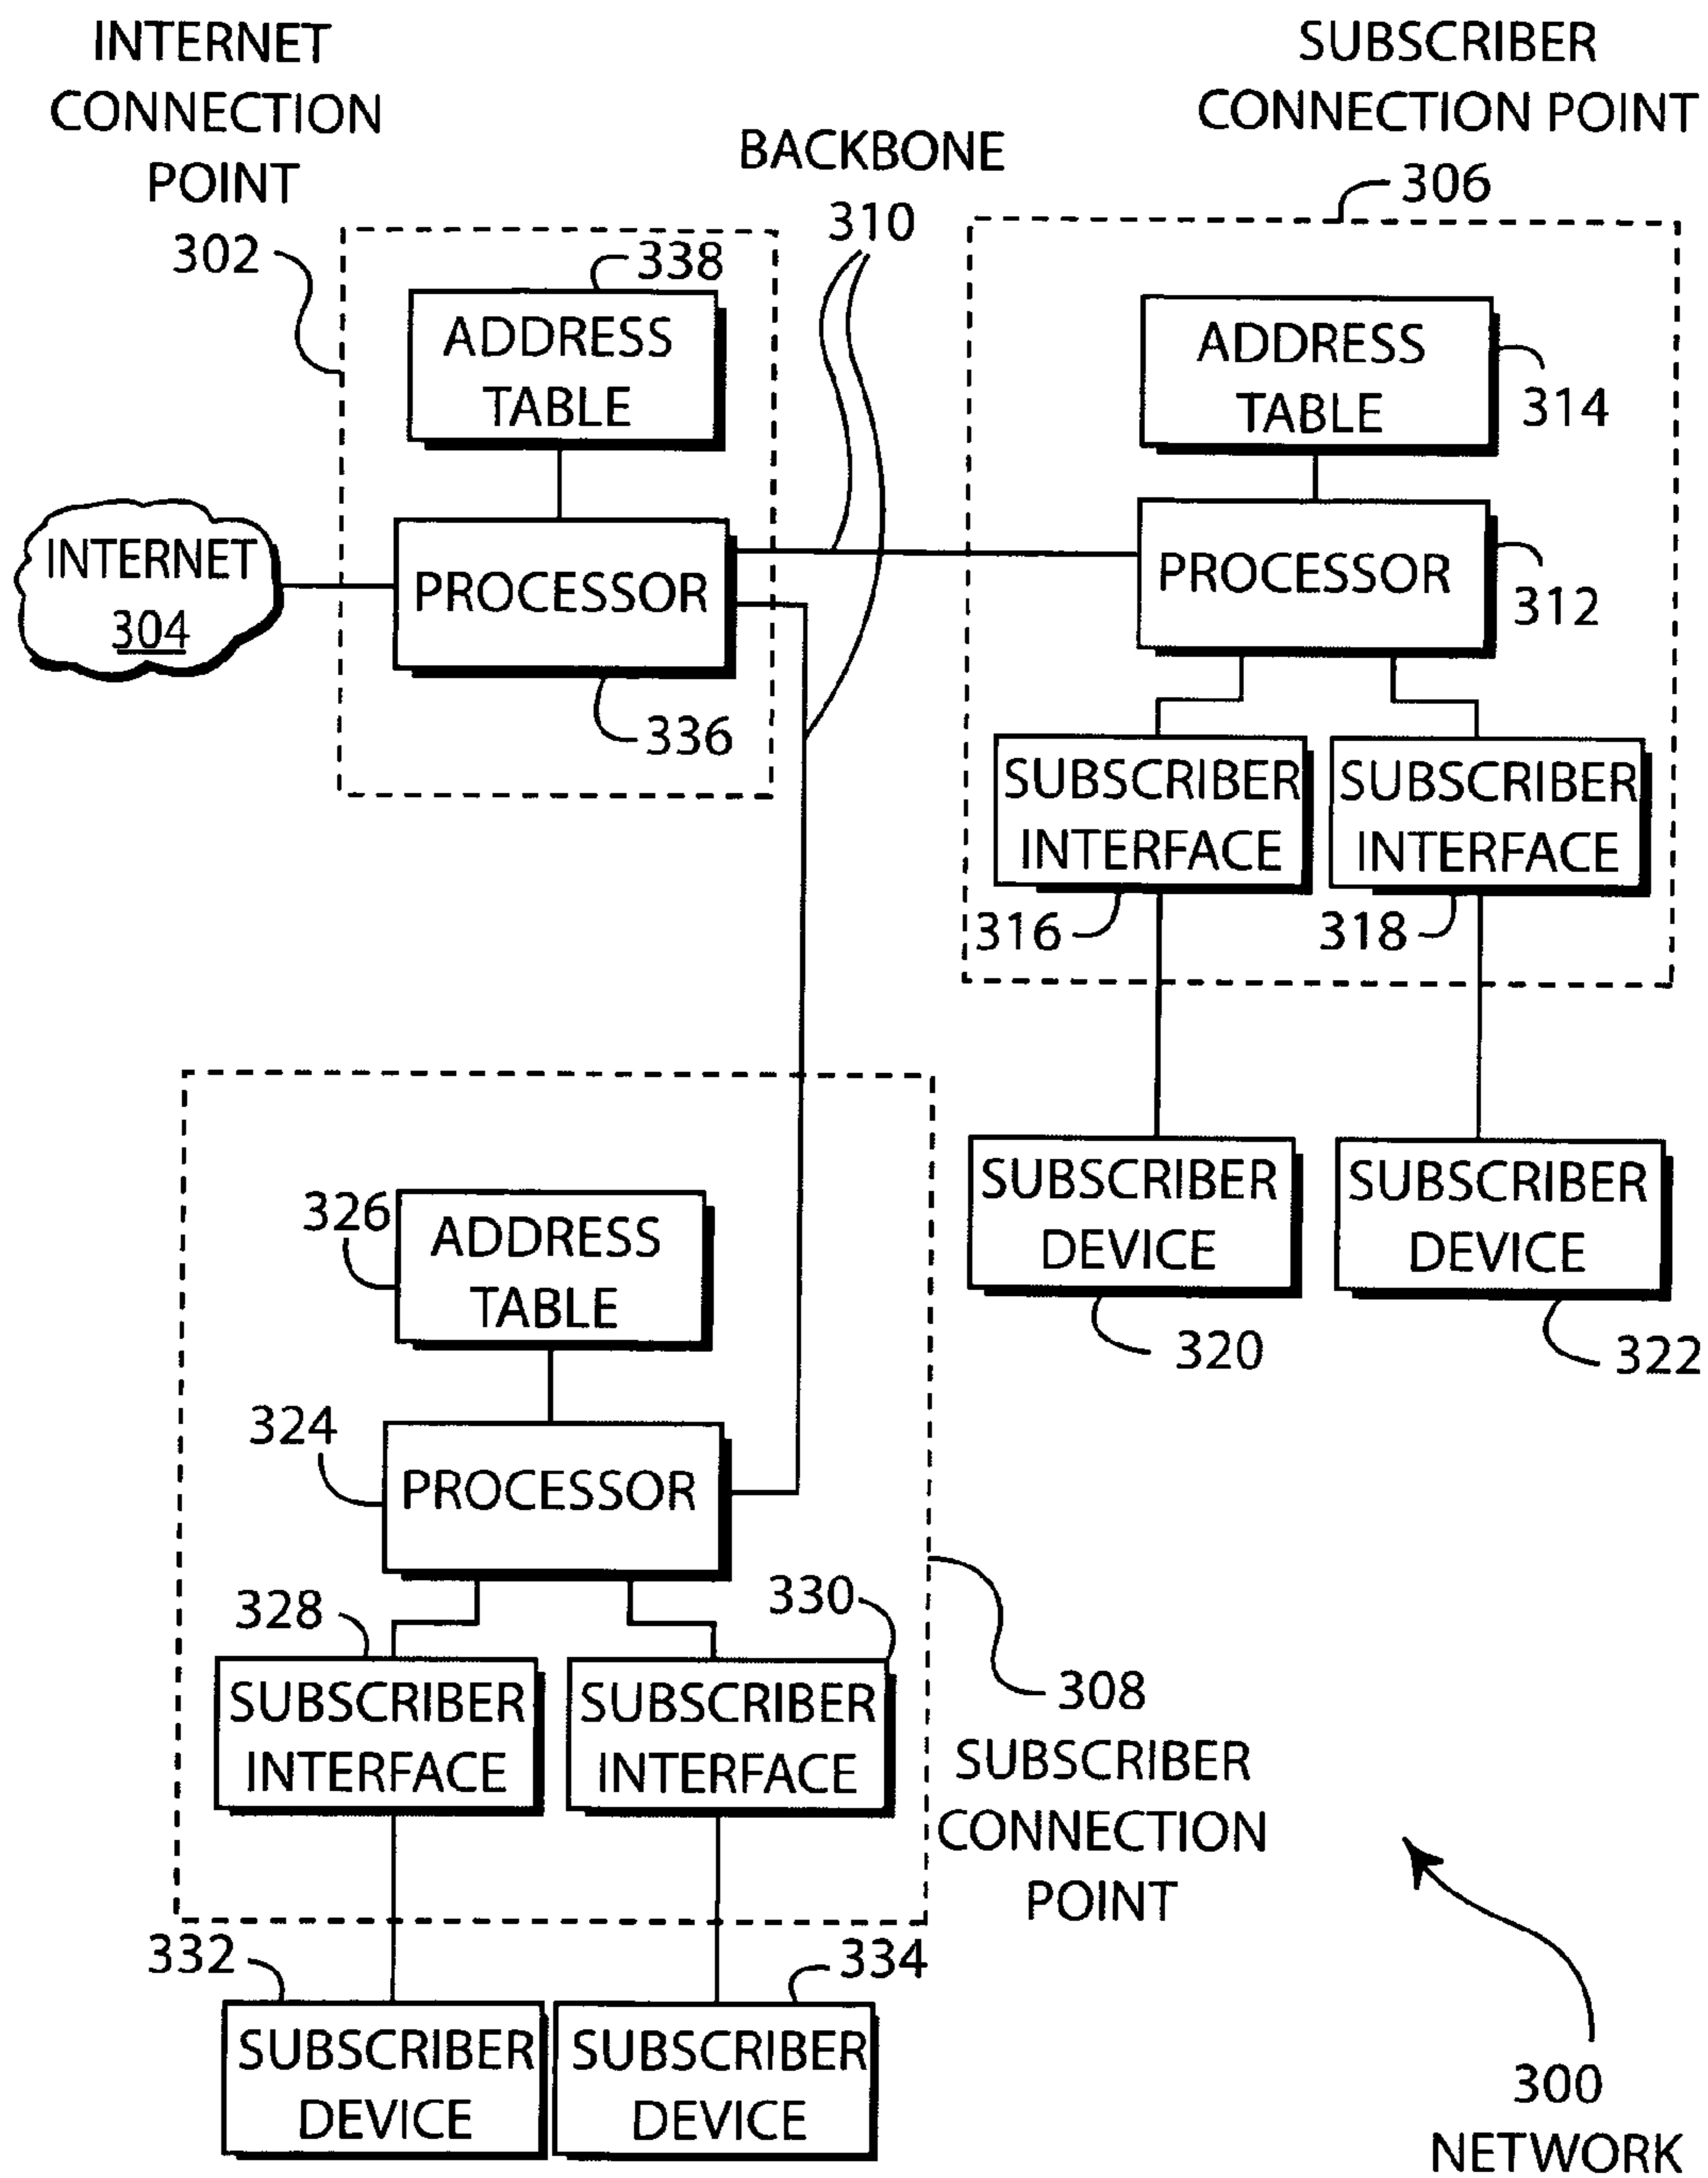 INTERNET
CONNECTION
POINT
302
BACKBONE
310
SUBSCRIBER
CONNECTION POINT
306
338
ADDRESS
TABLE
ADDRESS
TABLE
314
INTERNET
304
PROCESSOR
336
PROCESSOR
312
SUBSCRIBER
INTERFACE
316
SUBSCRIBER
INTERFACE
318
SUBSCRIBER
DEVICE
320
SUBSCRIBER
DEVICE
322
326
ADDRESS
TABLE
324
PROCESSOR
328
SUBSCRIBER
INTERFACE
330
SUBSCRIBER
INTERFACE
308
SUBSCRIBER
CONNECTION
POINT
332
SUBSCRIBER
DEVICE
334
SUBSCRIBER
DEVICE
300
NETWORK